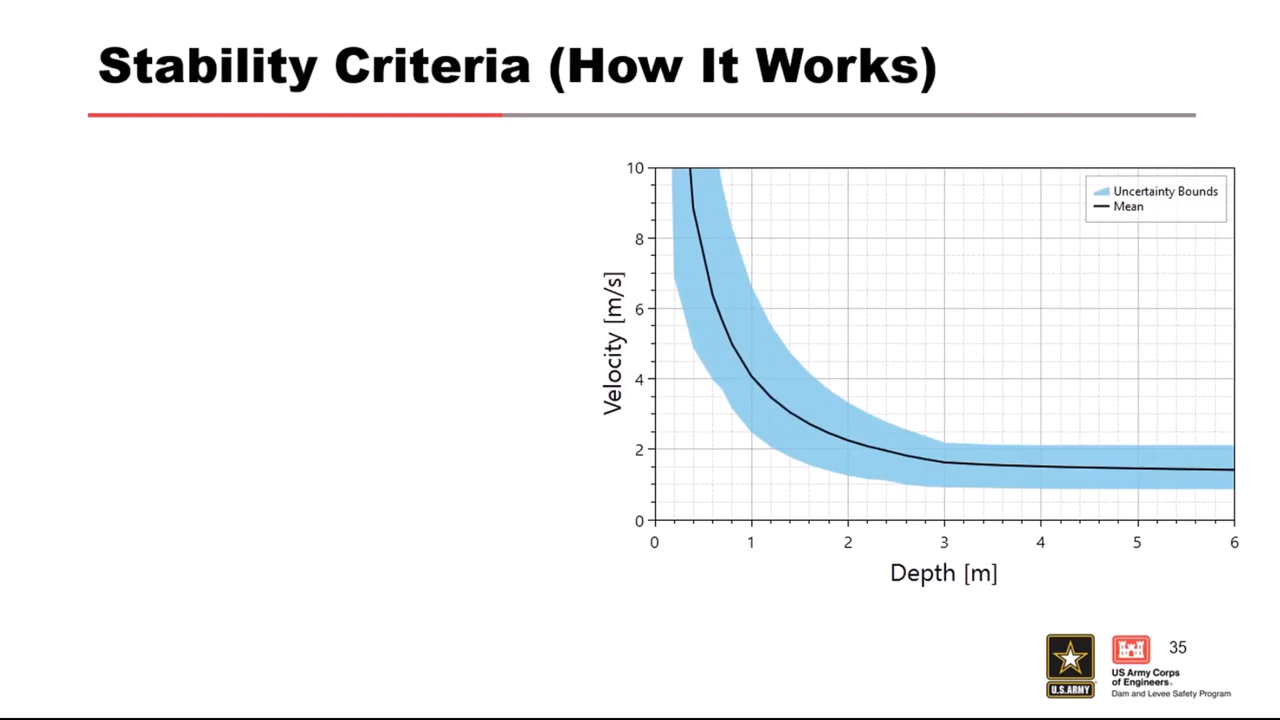 Stability Criteria (How It Works)
Uncertainty Bounds
Mean
10
8
6
4
2
0
Velocity [m/s]
0 1 2 3 4 5 6
Depth [m]
U.S.ARMY
US Army Corps
of Engeineers®
Dam and Levee Safety Program
35